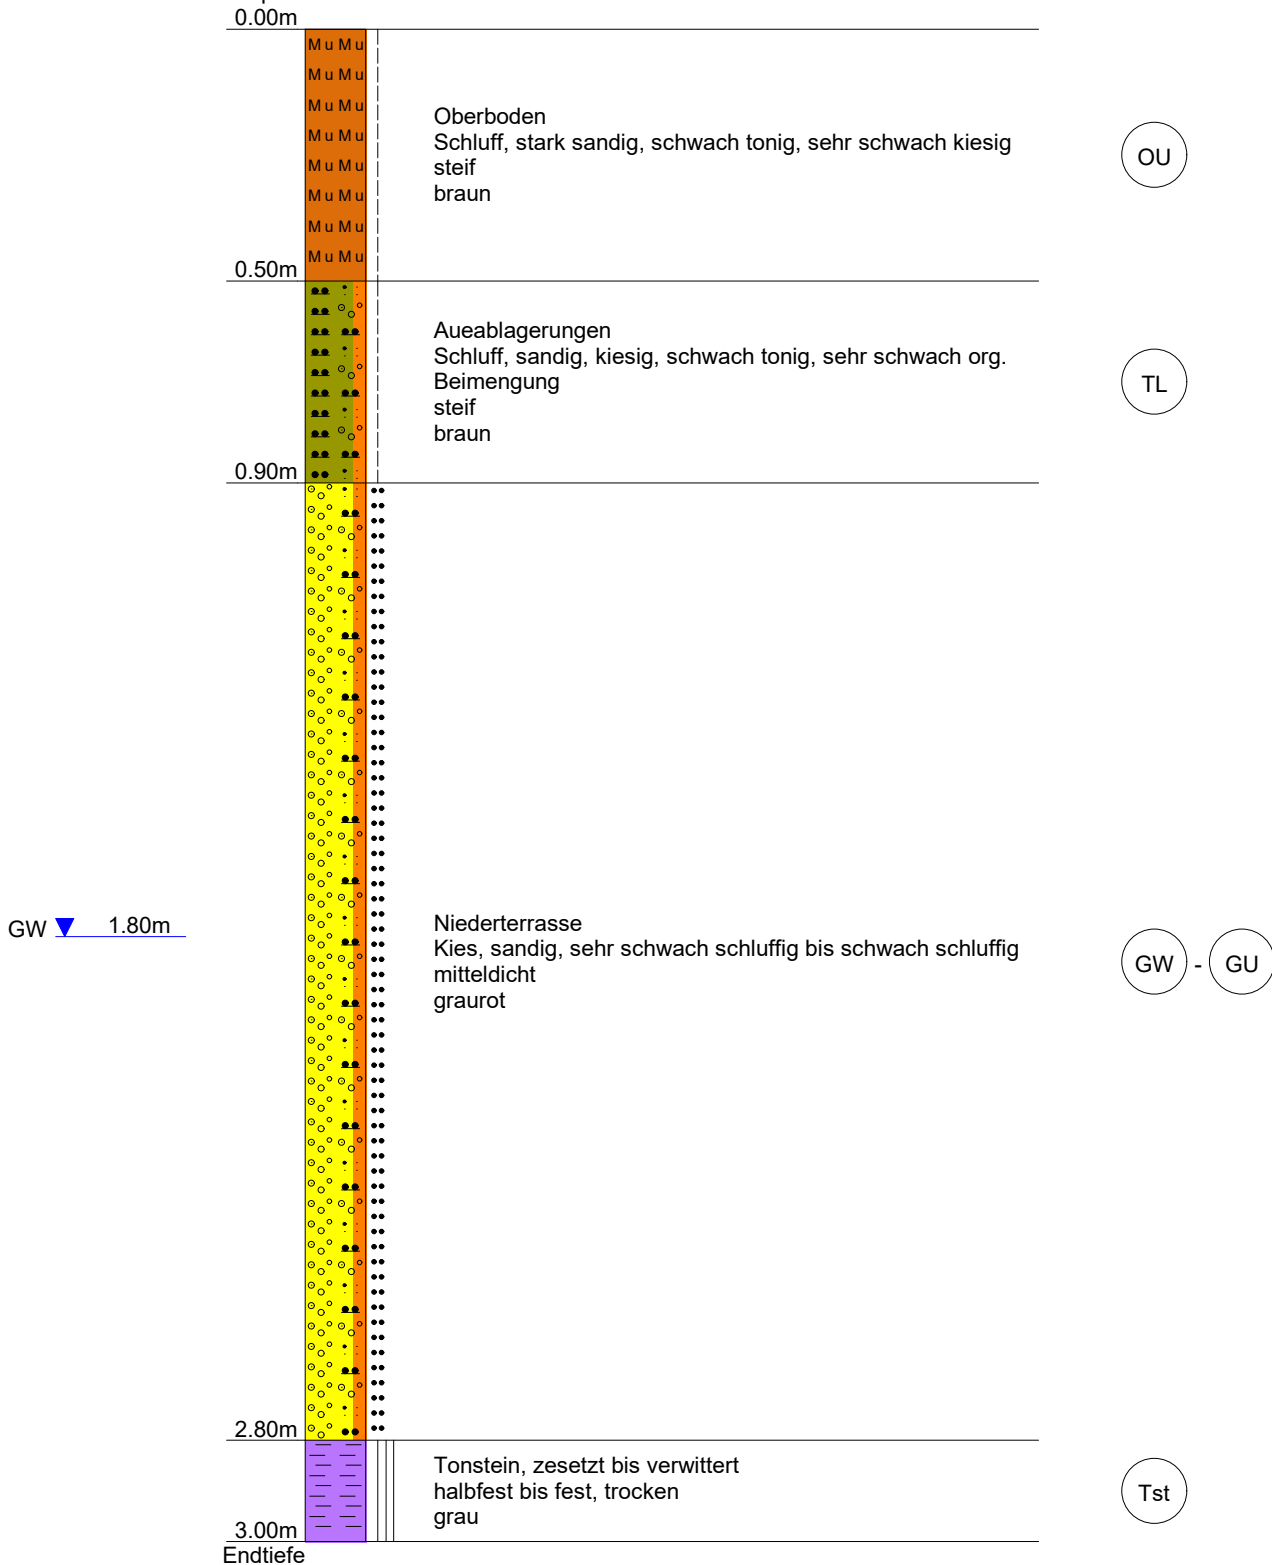 0.00m
Mu Mu
Mu Mu
Mu Mu
Mu Mu
Mu Mu
Mu Mu
Mu Mu
Mu Mu
Oberboden
Schluff, stark sandig, schwach tonig, sehr schwach kiesig
steif
braun
OU
0.50m
Aueablagerungen
Schluff, sandig, kiesig, schwach tonig, sehr schwach org.
Beimengung
steif
braun
TL
0.90m
GW 1.80m
Niederterrasse
Kies, sandig, sehr schwach schluffig bis schwach schluffig
mitteldicht
graurot
GW - GU
2.80m
Tonstein, zesetzt bis verwittert
halbfest bis fest, trocken
grau
Tst
3.00m
Endtiefe